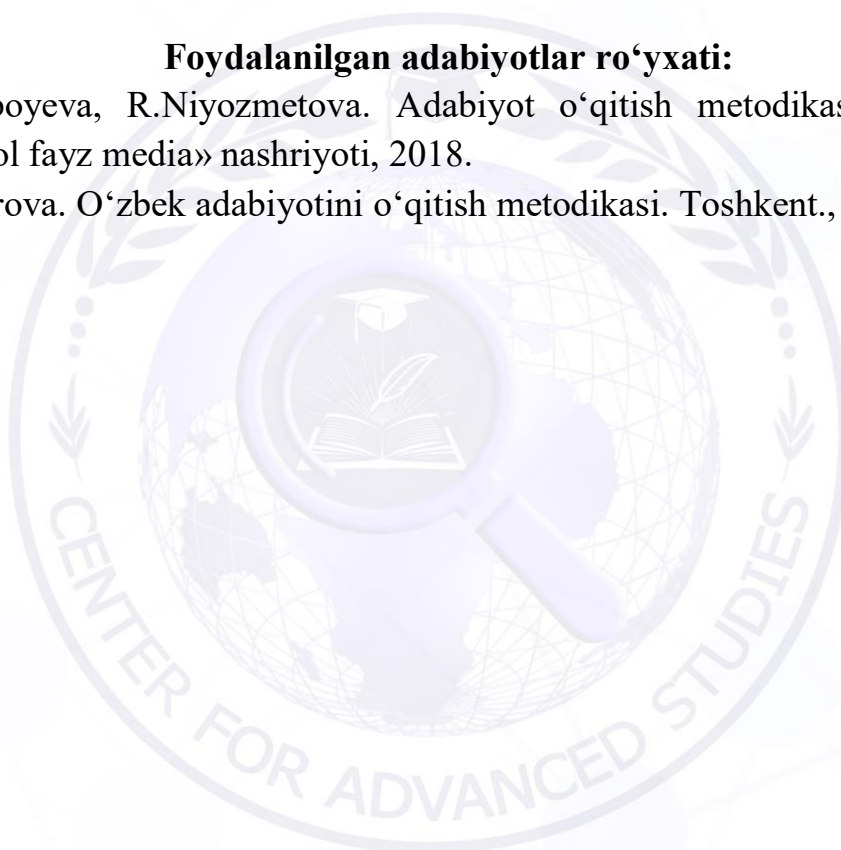 Foydalanilgan adabiyotlar ro‘yxati:
boyeva, R.Niyozmetova. Adabiyot o‘qitish metodikas
ol fayz media» nashriyoti, 2018.
rova. O‘zbek adabiyotini o‘qitish metodikasi. Toshkent.,
CENTER FOR ADVANCED STUDIES